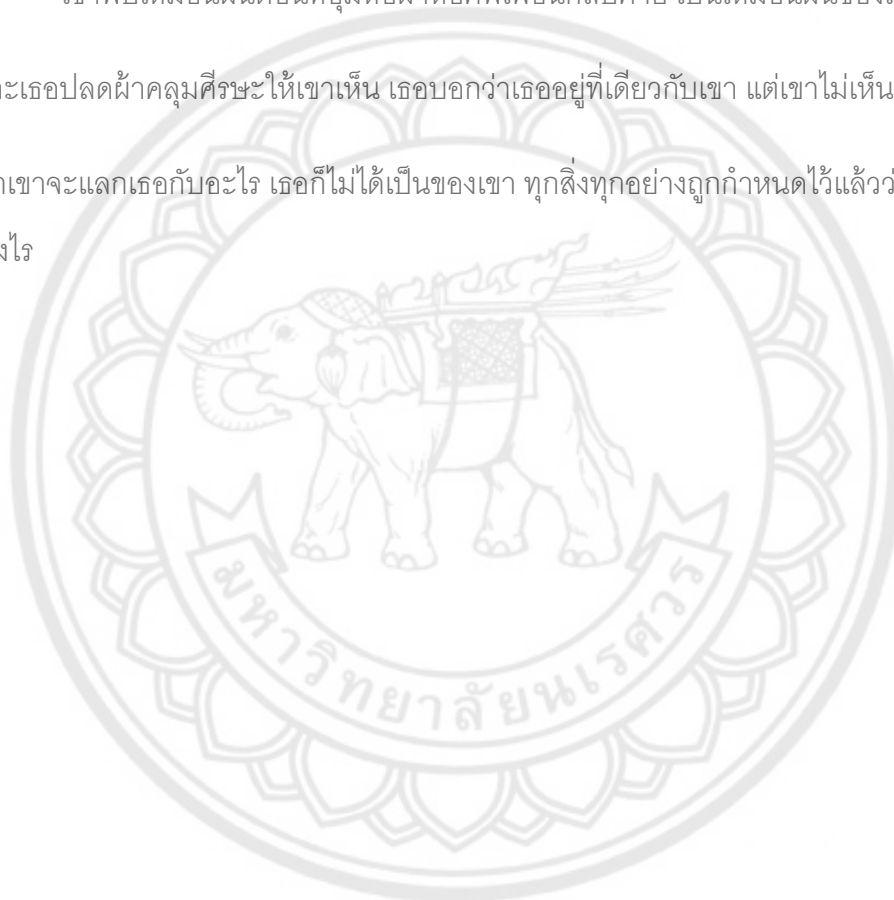 ะเธอปลดผ้าคลุมศีรษะให้เขาเห็น เธอบอกว่าเธออยู่ที่เดียวกับเขา แต่เขาไม่เห็น
าเขาจะแลกเธอกับอะไร เธอก็ไม่ได้เป็นของเขา ทุกสิ่งทุกอย่างถูกกำหนดไว้แล้วว
งไร
มหาวิทยาลัยนเรศวร